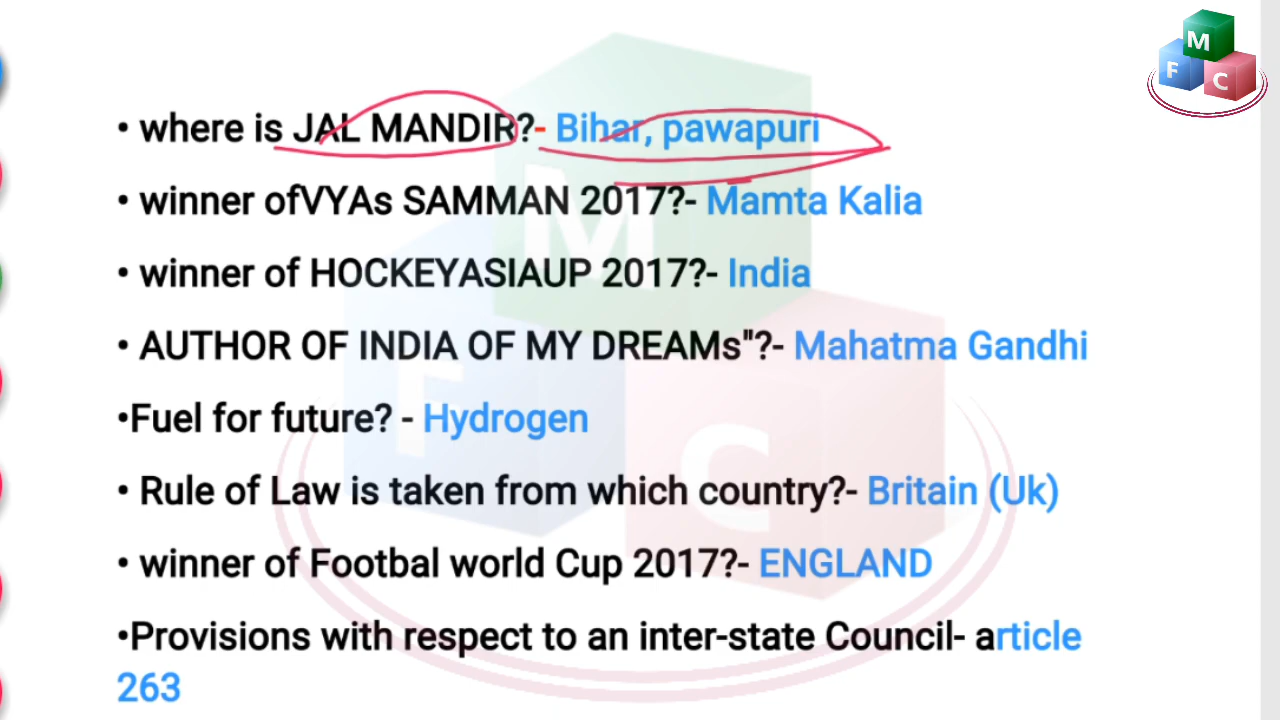 M
F
C
• where is JAL MANDIR?- Bihar, pawapuri
• winner ofVYAs SAMMAN 2017?- Mamta Kalia
• winner of HOCKEYASIAUP 2017?- India
• AUTHOR OF INDIA OF MY DREAMs"?- Mahatma Gandhi
•Fuel for future? - Hydrogen
• Rule of Law is taken from which country?- Britain (Uk)
• winner of Footbal world Cup 2017?- ENGLAND
•Provisions with respect to an inter-state Council- article
263
M
F
C